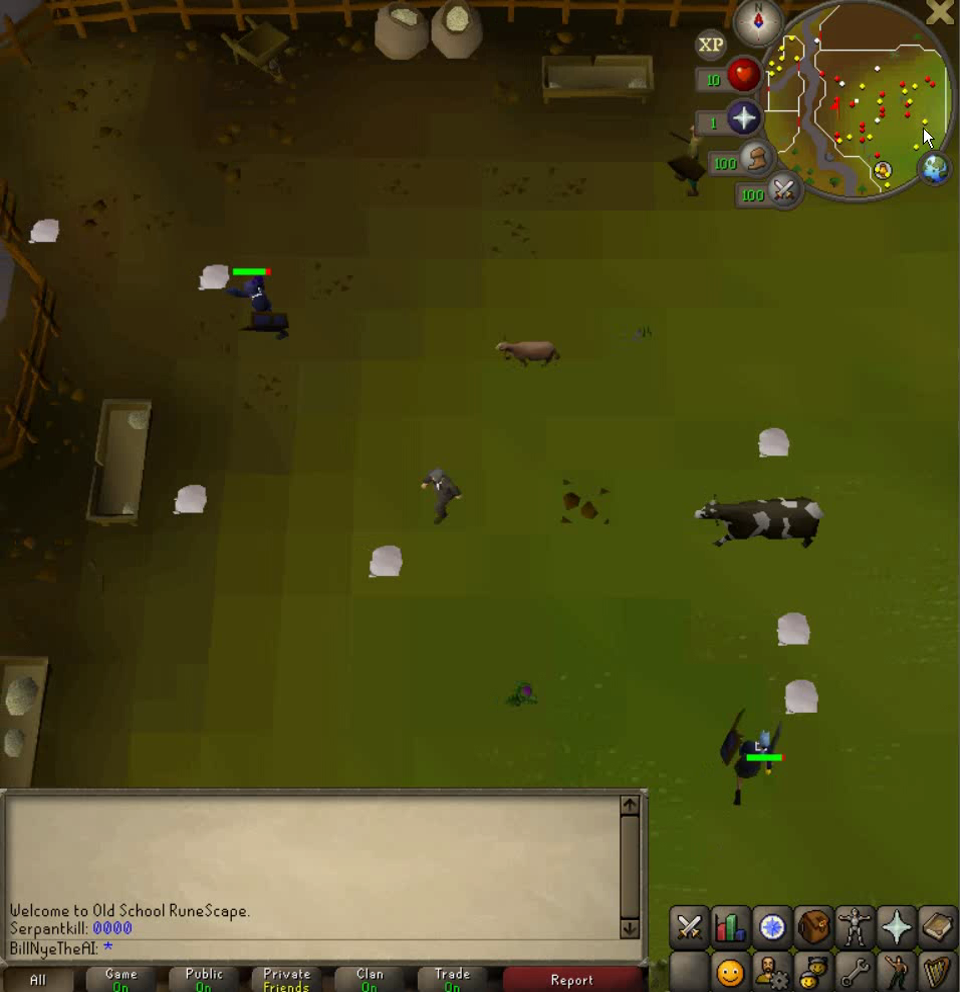 N
XP
10
1
100
100
Welcome to Old School RuneScape.
Serpantkill: 0000
BillNyeTheAI: *
All
Game
On
Public
On
Private
Friends
Clan
On
Trade
On
Report